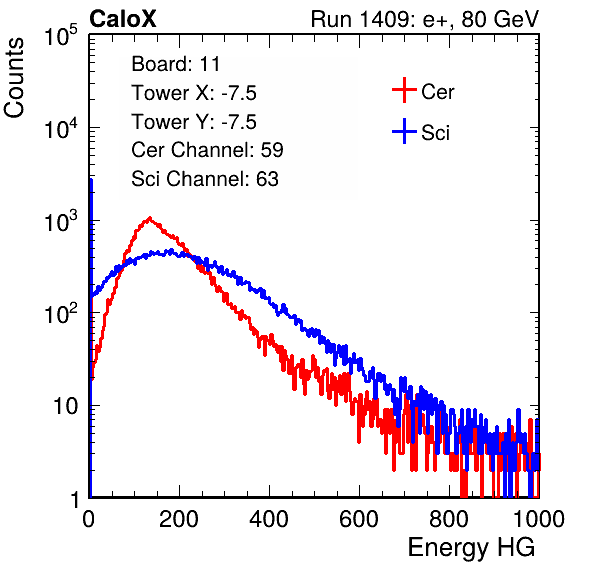 CaloX Run 1409: e+, 80 GeV
Counts
Board: 11
Tower X: -7.5
Tower Y: -7.5
Cer Channel: 59
Sci Channel: 63
Cer
Sci
10^5
10^4
10^3
10^2
10
1
0 200 400 600 800 1000
Energy HG